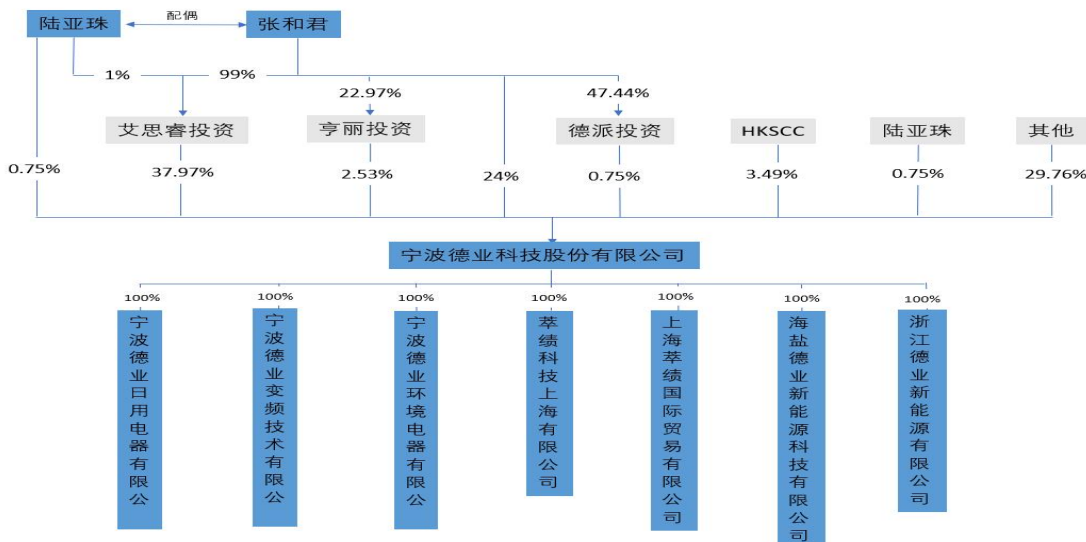 陆亚珠
配偶
张和君
1%
99%
22.97%
47.44%
艾思睿投资
亨丽投资
德派投资
HKSCC
陆亚珠
其他
0.75%
37.97%
2.53%
24%
0.75%
3.49%
0.75%
29.76%
宁波德业科技股份有限公司
100%
100%
100%
100%
100%
100%
100%
宁波德业日用电器有限公
宁波德业变频技术有限公
宁波德业环境电器有限公
萃绩科技上海有限公司
上海萃绩国际贸易有限公司
海盐德业新能源科技有限公司
浙江德业新能源有限公司